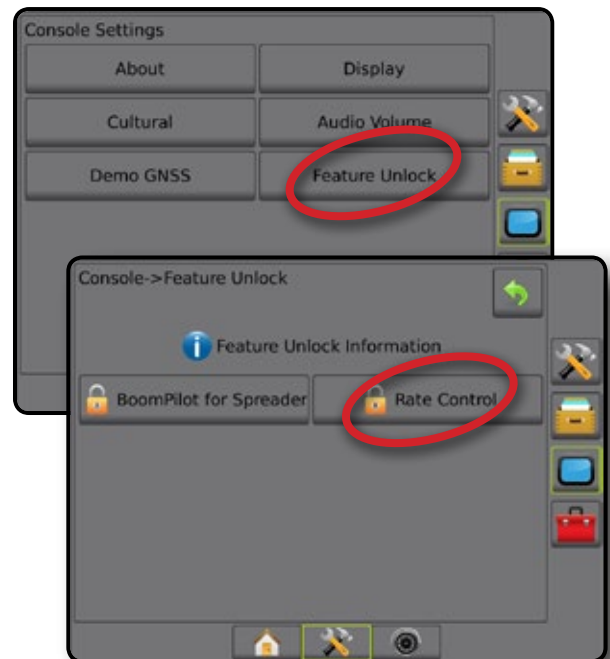 Console Settings
About Display
Cultural Audio Volume
Demo GNSS Feature Unlock
Console->Feature Unlock
i Feature Unlock Information
BoomPilot for Spreader Rate Control